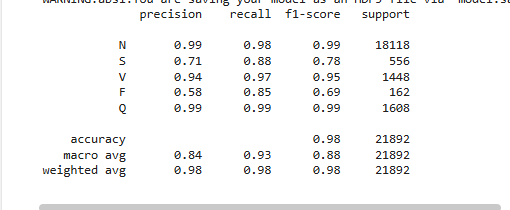 precision recall f1-score support
N 0.99 0.98 0.99 18118
S 0.71 0.88 0.78 556
V 0.94 0.97 0.95 1448
F 0.58 0.85 0.69 162
Q 0.99 0.99 0.99 1608
accuracy 0.98 21892
macro avg 0.84 0.93 0.88 21892
weighted avg 0.98 0.98 0.98 21892